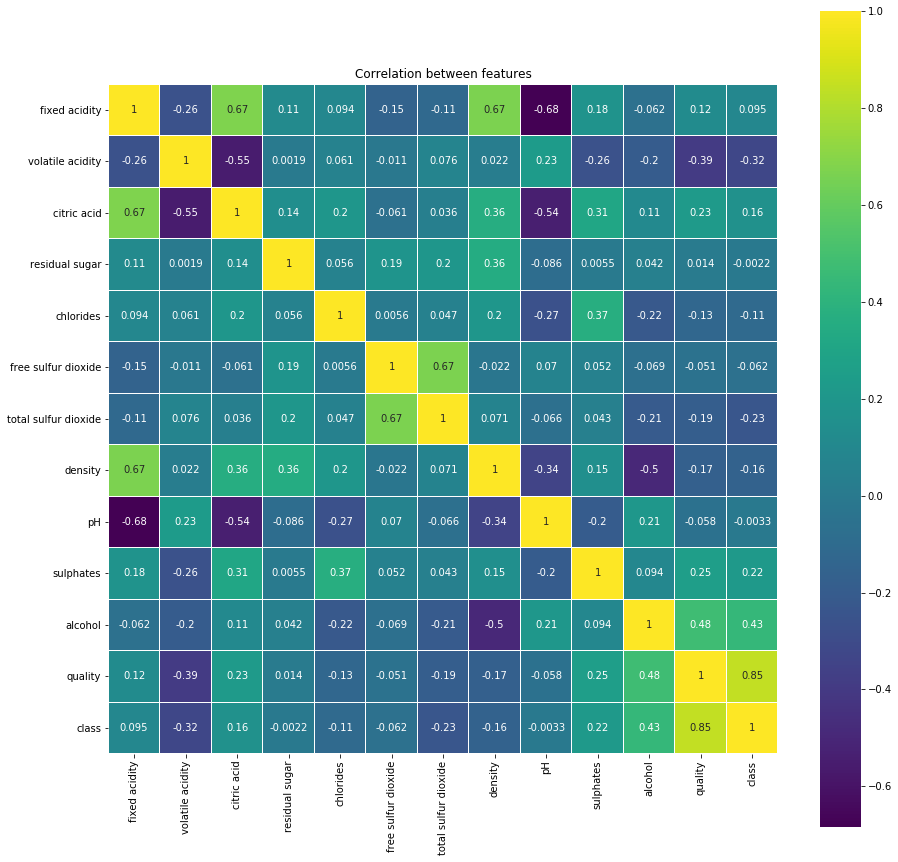 Correlation between features
fixed acidity 1 -0.26 0.67 0.11 0.094 -0.15 -0.11 0.67 -0.68 0.18 -0.062 0.12 0.095
volatile acidity -0.26 1 -0.55 0.0019 0.061 -0.011 0.076 0.022 0.23 -0.26 -0.2 -0.39 -0.32
citric acid 0.67 -0.55 1 0.14 0.2 -0.061 0.036 0.36 -0.54 0.31 0.11 0.23 0.16
residual sugar 0.11 0.0019 0.14 1 0.056 0.19 0.2 0.36 -0.086 0.0055 0.042 0.014 -0.0022
chlorides 0.094 0.061 0.2 0.056 1 0.0056 0.047 0.2 -0.27 0.37 -0.22 -0.13 -0.11
free sulfur dioxide -0.15 -0.011 -0.061 0.19 0.0056 1 0.67 -0.022 0.07 0.052 -0.069 -0.051 -0.062
total sulfur dioxide -0.11 0.076 0.036 0.2 0.047 0.67 1 0.071 -0.066 0.043 -0.21 -0.19 -0.23
density 0.67 0.022 0.36 0.36 0.2 -0.022 0.071 1 -0.34 0.15 -0.5 -0.17 -0.16
pH -0.68 0.23 -0.54 -0.086 -0.27 0.07 -0.066 -0.34 1 -0.2 0.21 -0.058 -0.0033
sulphates 0.18 -0.26 0.31 0.0055 0.37 0.052 0.043 0.15 -0.2 1 0.094 0.25 0.22
alcohol -0.062 -0.2 0.11 0.042 -0.22 -0.069 -0.21 -0.5 0.21 0.094 1 0.48 0.43
quality 0.12 -0.39 0.23 0.014 -0.13 -0.051 -0.19 -0.17 -0.058 0.25 0.48 1 0.85
class 0.095 -0.32 0.16 -0.0022 -0.11 -0.062 -0.23 -0.16 -0.0033 0.22 0.43 0.85 1
fixed acidity
volatile acidity
citric acid
residual sugar
chlorides
free sulfur dioxide
total sulfur dioxide
density
pH
sulphates
alcohol
quality
class
1.0
0.8
0.6
0.4
0.2
0.0
−0.2
−0.4
−0.6